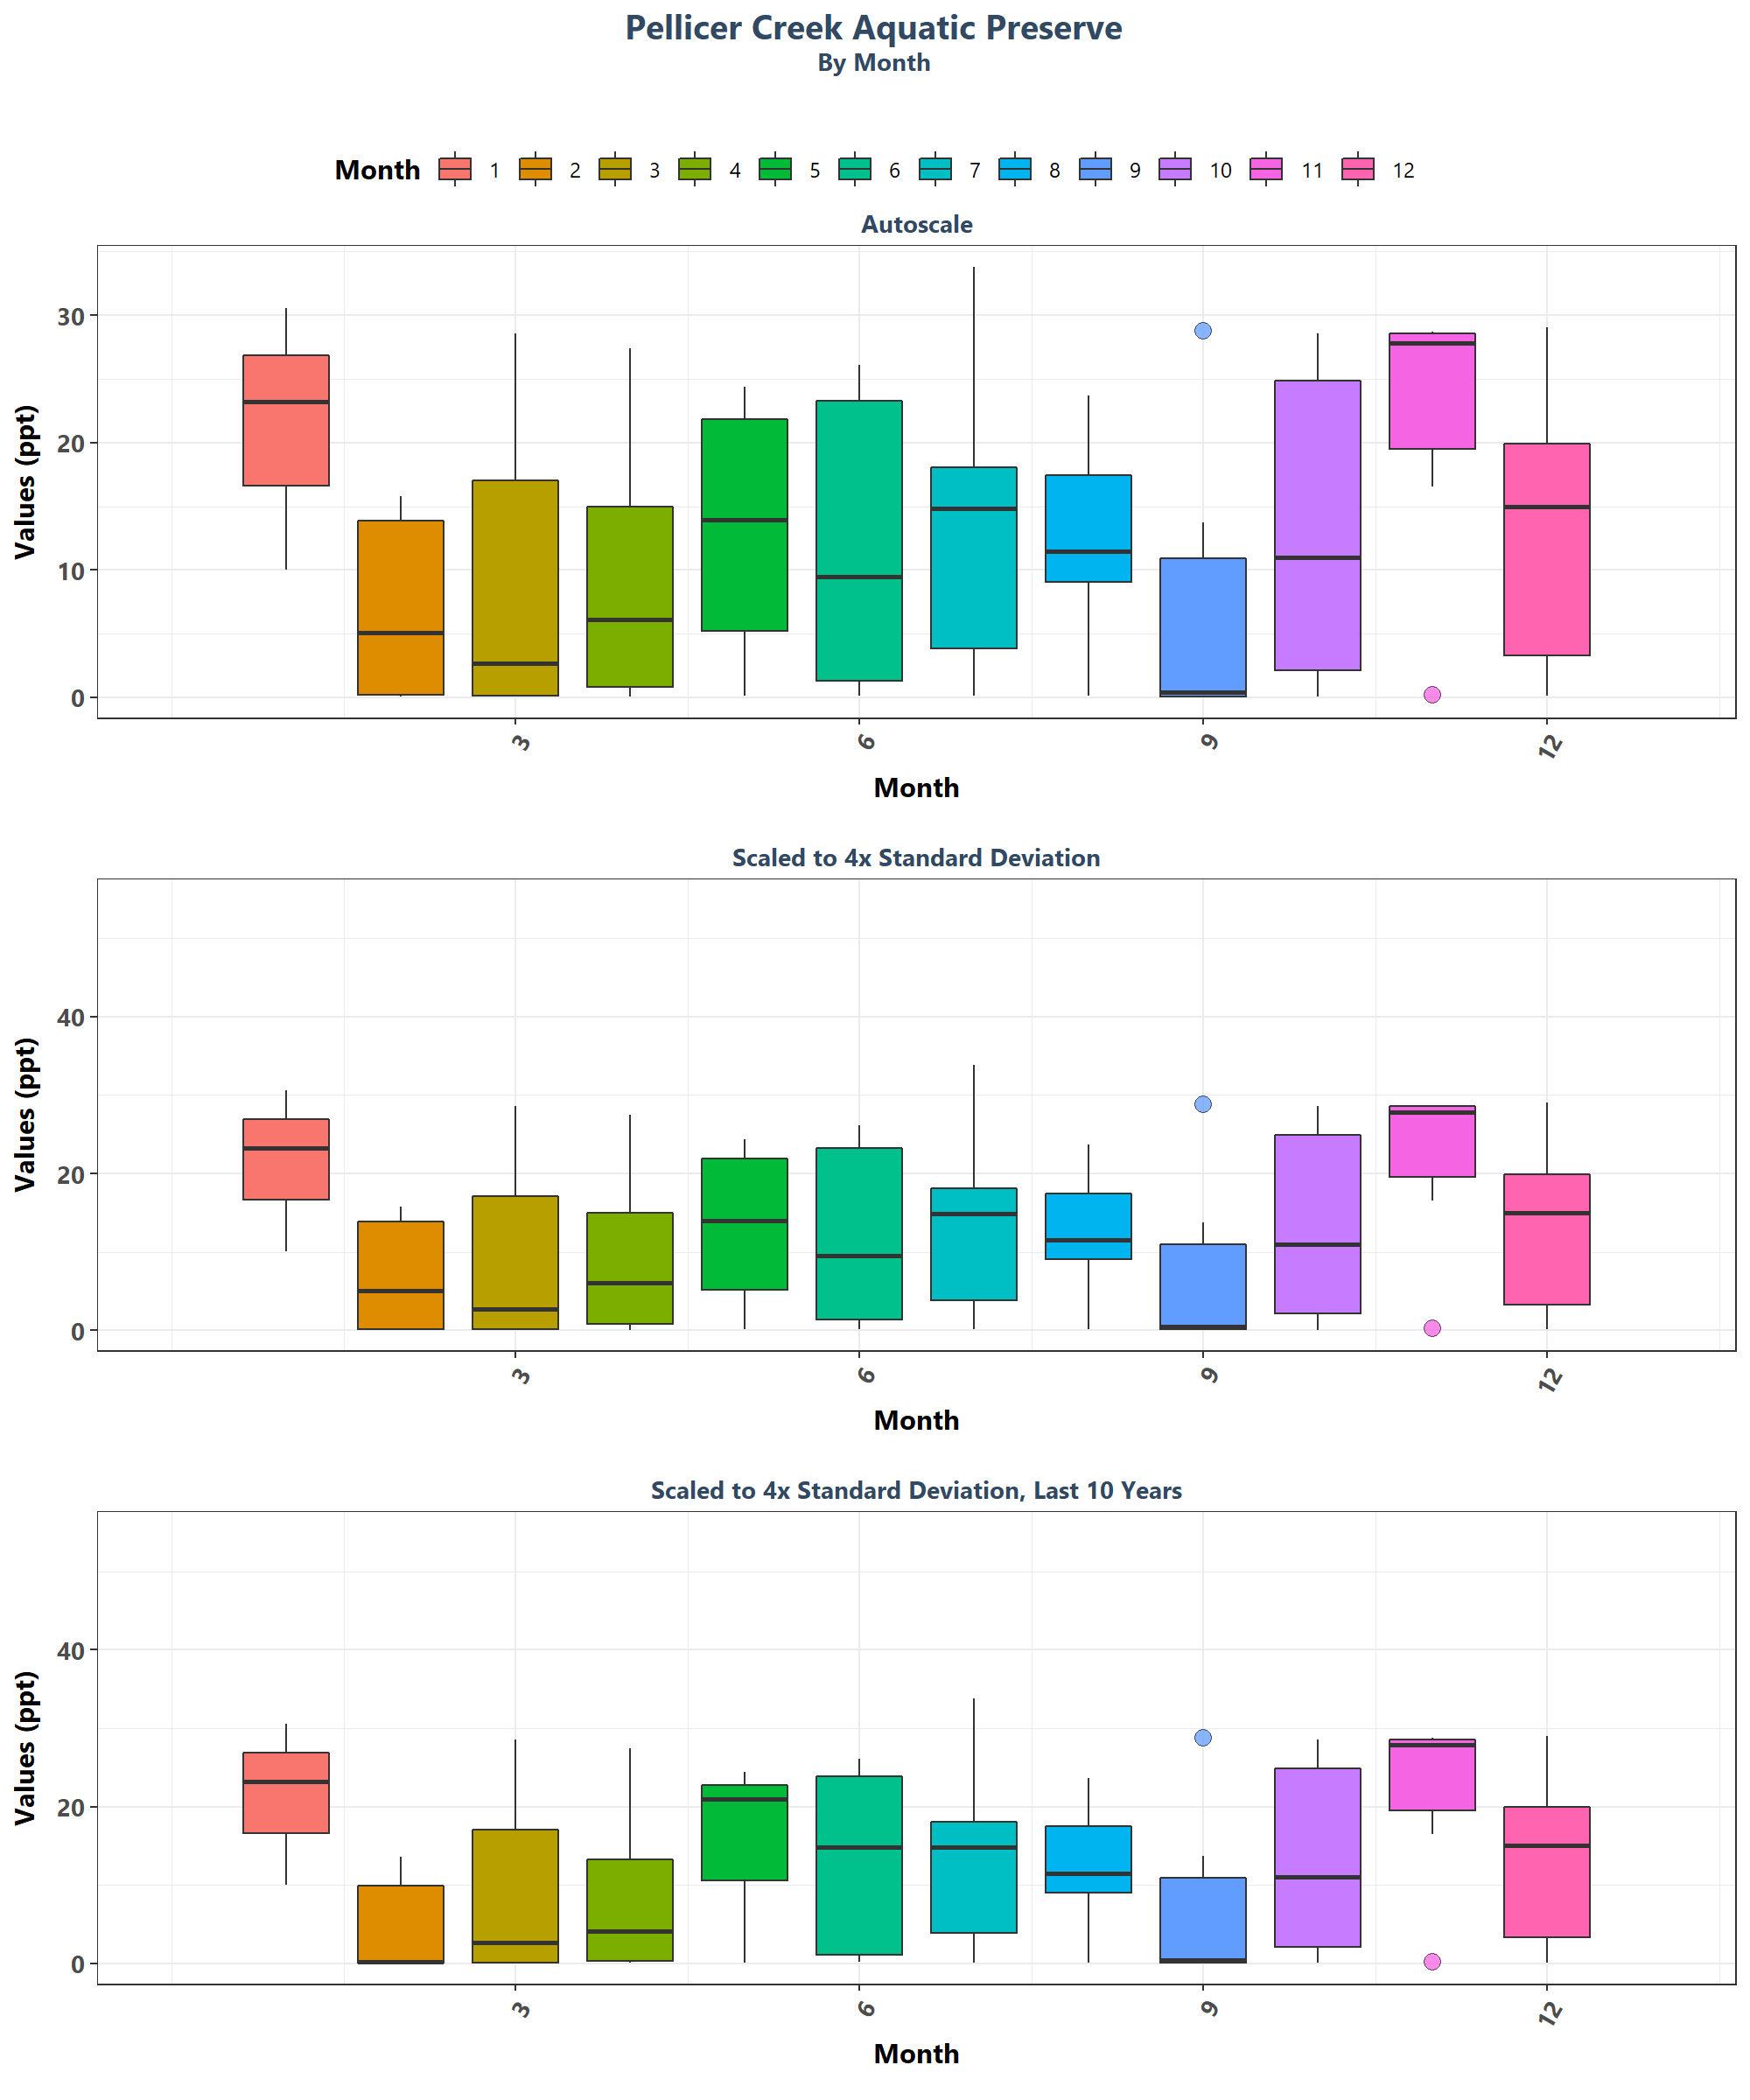 Pellicer Creek Aquatic Preserve
By Month
Month 1 2 3 4 5 6 7 8 9 10 11 12
Autoscale
Values (ppt)
30
20
10
0
3 6 9 12
Month
Scaled to 4x Standard Deviation
Values (ppt)
40
20
0
3 6 9 12
Month
Scaled to 4x Standard Deviation, Last 10 Years
Values (ppt)
40
20
0
3 6 9 12
Month